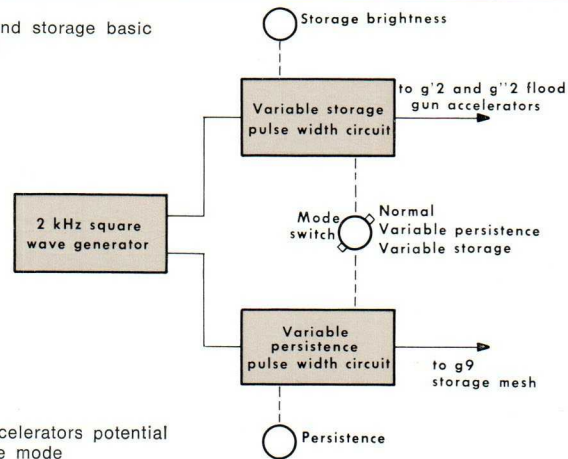 nd storage basic
Storage brightness
Variable storage
pulse width circuit
to g'2 and g''2 flood
gun accelerators
2 kHz square
wave generator
Mode
switch
Normal
Variable persistence
Variable storage
Variable
persistence
pulse width circuit
to g9
storage mesh
celerators potential
e mode
Persistence